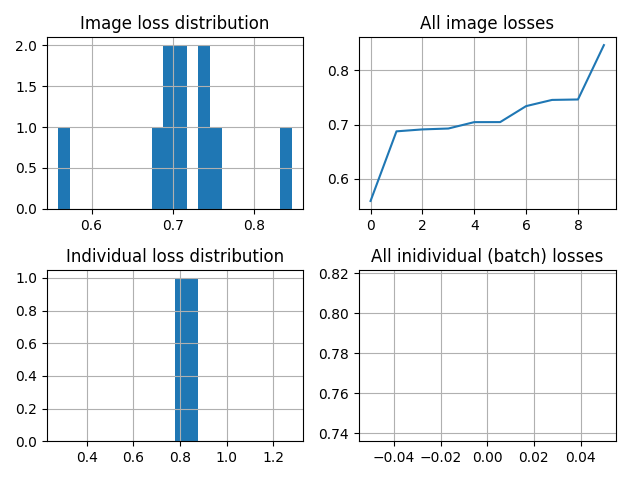 Image loss distribution
2.0
1.5
1.0
0.5
0.0
0.6 0.7 0.8
All image losses
0.8
0.7
0.6
0 2 4 6 8
Individual loss distribution
1.0
0.8
0.6
0.4
0.2
0.0
0.4 0.6 0.8 1.0 1.2
All inidividual (batch) losses
0.82
0.80
0.78
0.76
0.74
−0.04 −0.02 0.00 0.02 0.04